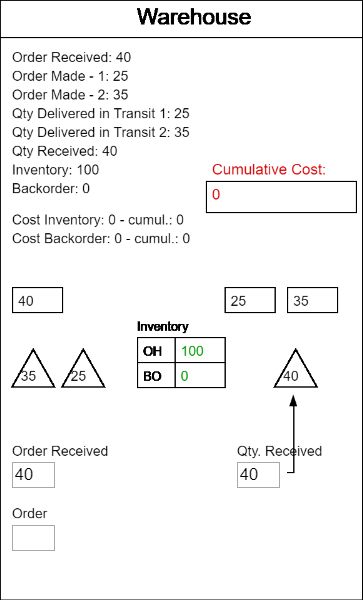 Warehouse
Order Received: 40
Order Made - 1: 25
Order Made - 2: 35
Qty Delivered in Transit 1: 25
Qty Delivered in Transit 2: 35
Qty Received: 40
Inventory: 100
Backorder: 0
Cumulative Cost:
0
Cost Inventory: 0 - cumul.: 0
Cost Backorder: 0 - cumul.: 0
40 25 35
Inventory
OH 100
BO 0
35 25 40
Order Received Qty. Received
40 40
Order